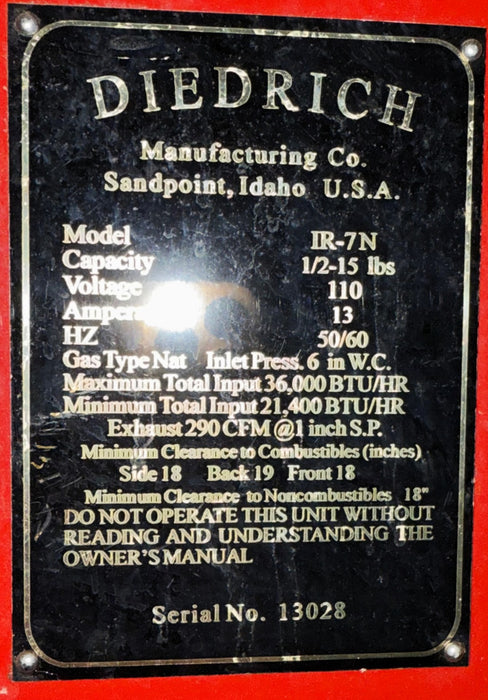 DIEDRICH
Manufacturing Co.
Sandpoint, Idaho U.S.A.
Model IR-7N
Capacity 1/2-15 lbs
Voltage 110
13
HZ 50/60
Gas Type Nat Inlet Press. 6 in W.C.
Maximum Total Input 36,000 BTU/HR
Minimum Total Input 21,400 BTU/HR
Exhaust 290 CFM @1 inch S.P.
Minimum Clearance to Combustibles (inches)
Side 18 Back 19 Front 18
Minimum Clearance to Noncombustibles 18"
DO NOT OPERATE THIS UNIT WITHOUT
READING AND UNDERSTANDING THE
OWNER'S MANUAL
Serial No. 13028